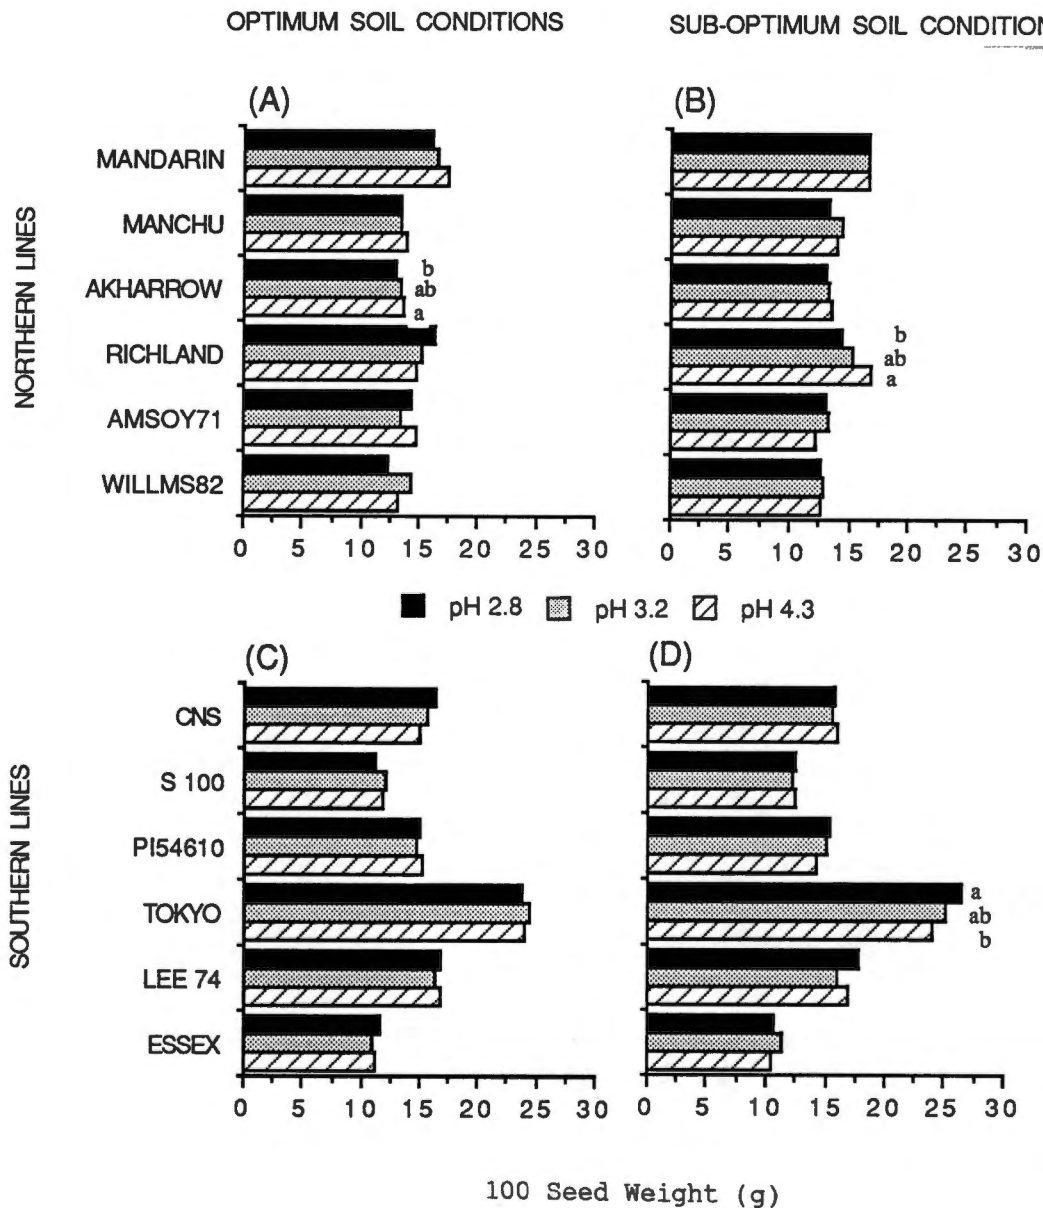 OPTIMUM SOIL CONDITIONS
SUB-OPTIMUM SOIL CONDITION
(A)
(B)
NORTHERN LINES
MANDARIN
MANCHU
AKHARROW
b
ab
a
RICHLAND
b
ab
a
AMSOY71
WILLMS82
0 5 10 15 20 25 30
0 5 10 15 20 25 30
pH 2.8 pH 3.2 pH 4.3
(C)
(D)
SOUTHERN LINES
CNS
S 100
PI54610
TOKYO
a
ab
b
LEE 74
ESSEX
0 5 10 15 20 25 30
0 5 10 15 20 25 30
100 Seed Weight (g)